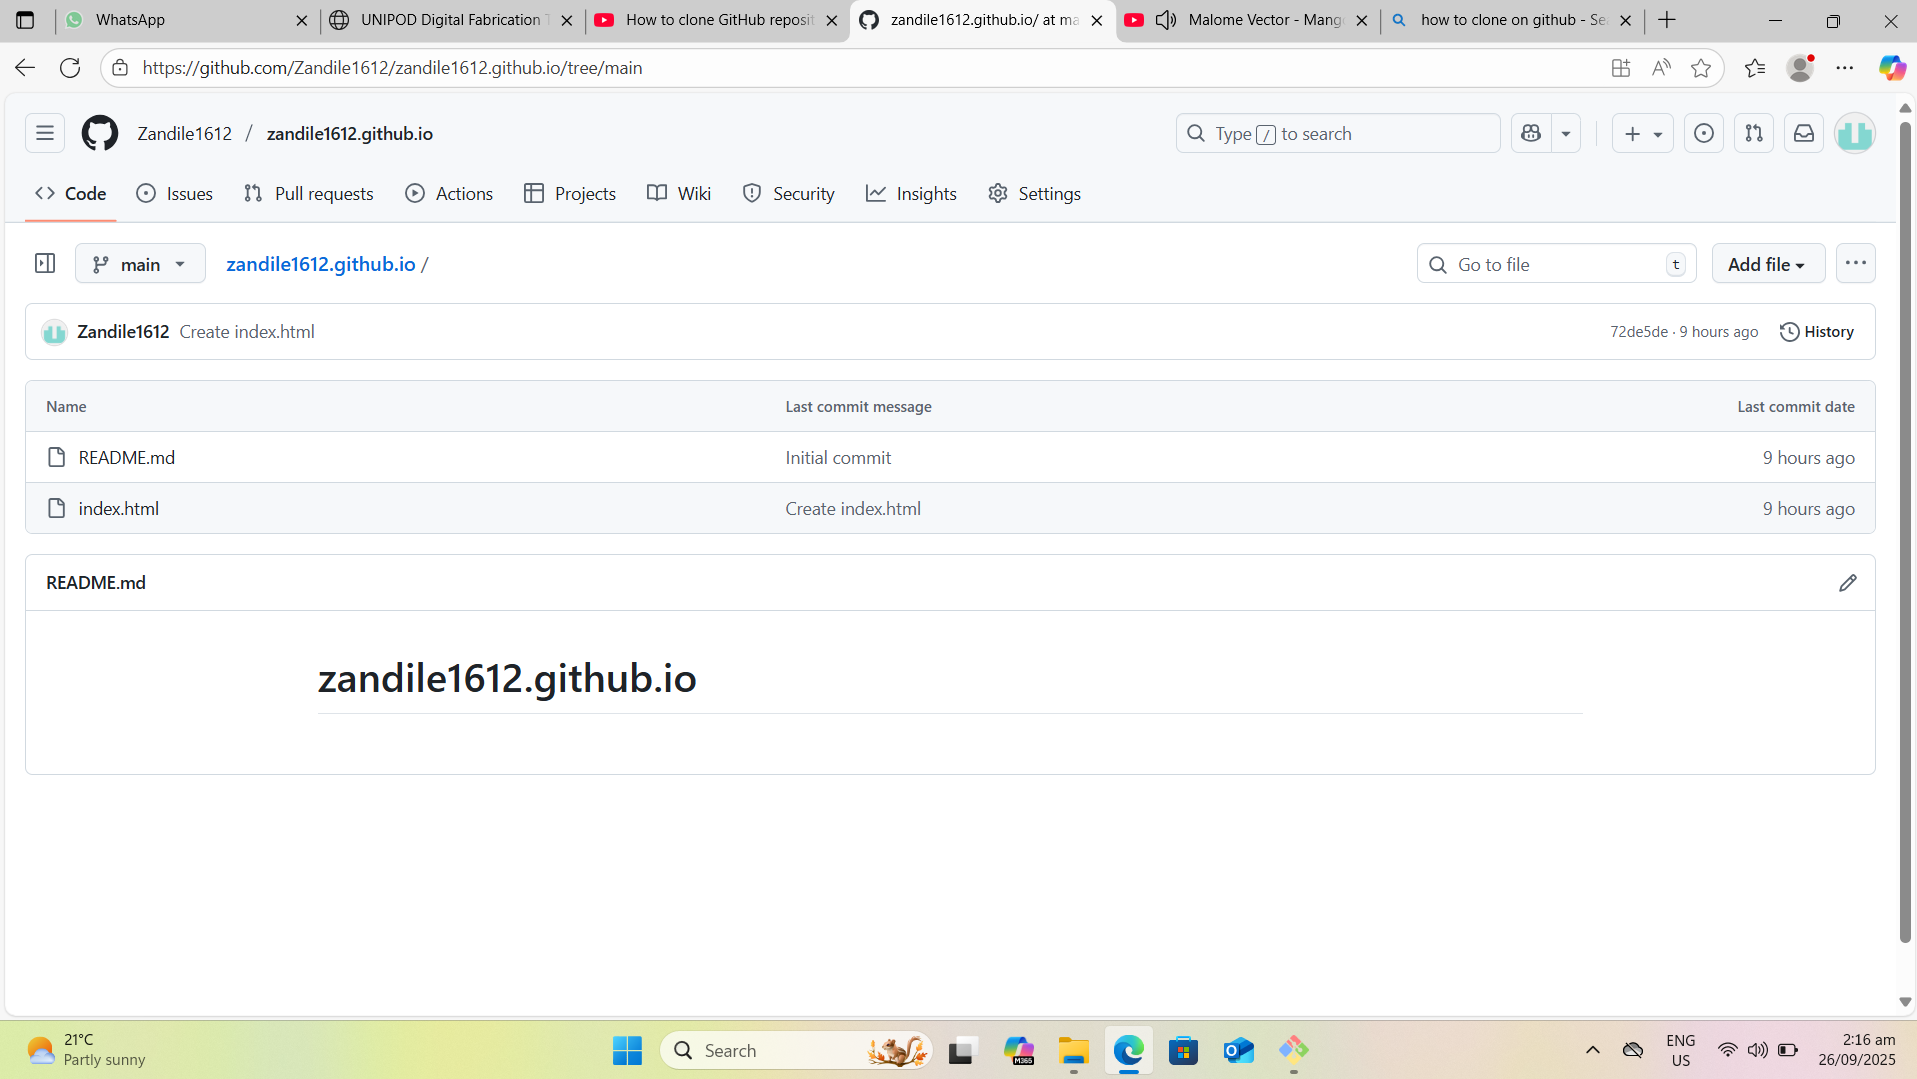 WhatsApp
UNIPOD Digital Fabrication T
How to clone GitHub reposit
zandile1612.github.io/ at ma
Malome Vector - Mang
how to clone on github - Se
https://github.com/Zandile1612/zandile1612.github.io/tree/main
Zandile1612 / zandile1612.github.io
Type / to search
Code
Issues
Pull requests
Actions
Projects
Wiki
Security
Insights
Settings
main
zandile1612.github.io /
Go to file
t
Add file
Zandile1612 Create index.html
72de5de · 9 hours ago
History
Name Last commit message Last commit date
README.md Initial commit 9 hours ago
index.html Create index.html 9 hours ago
README.md
zandile1612.github.io
21°C
Partly sunny
Search
M365
ENG
US
2:16 am
26/09/2025